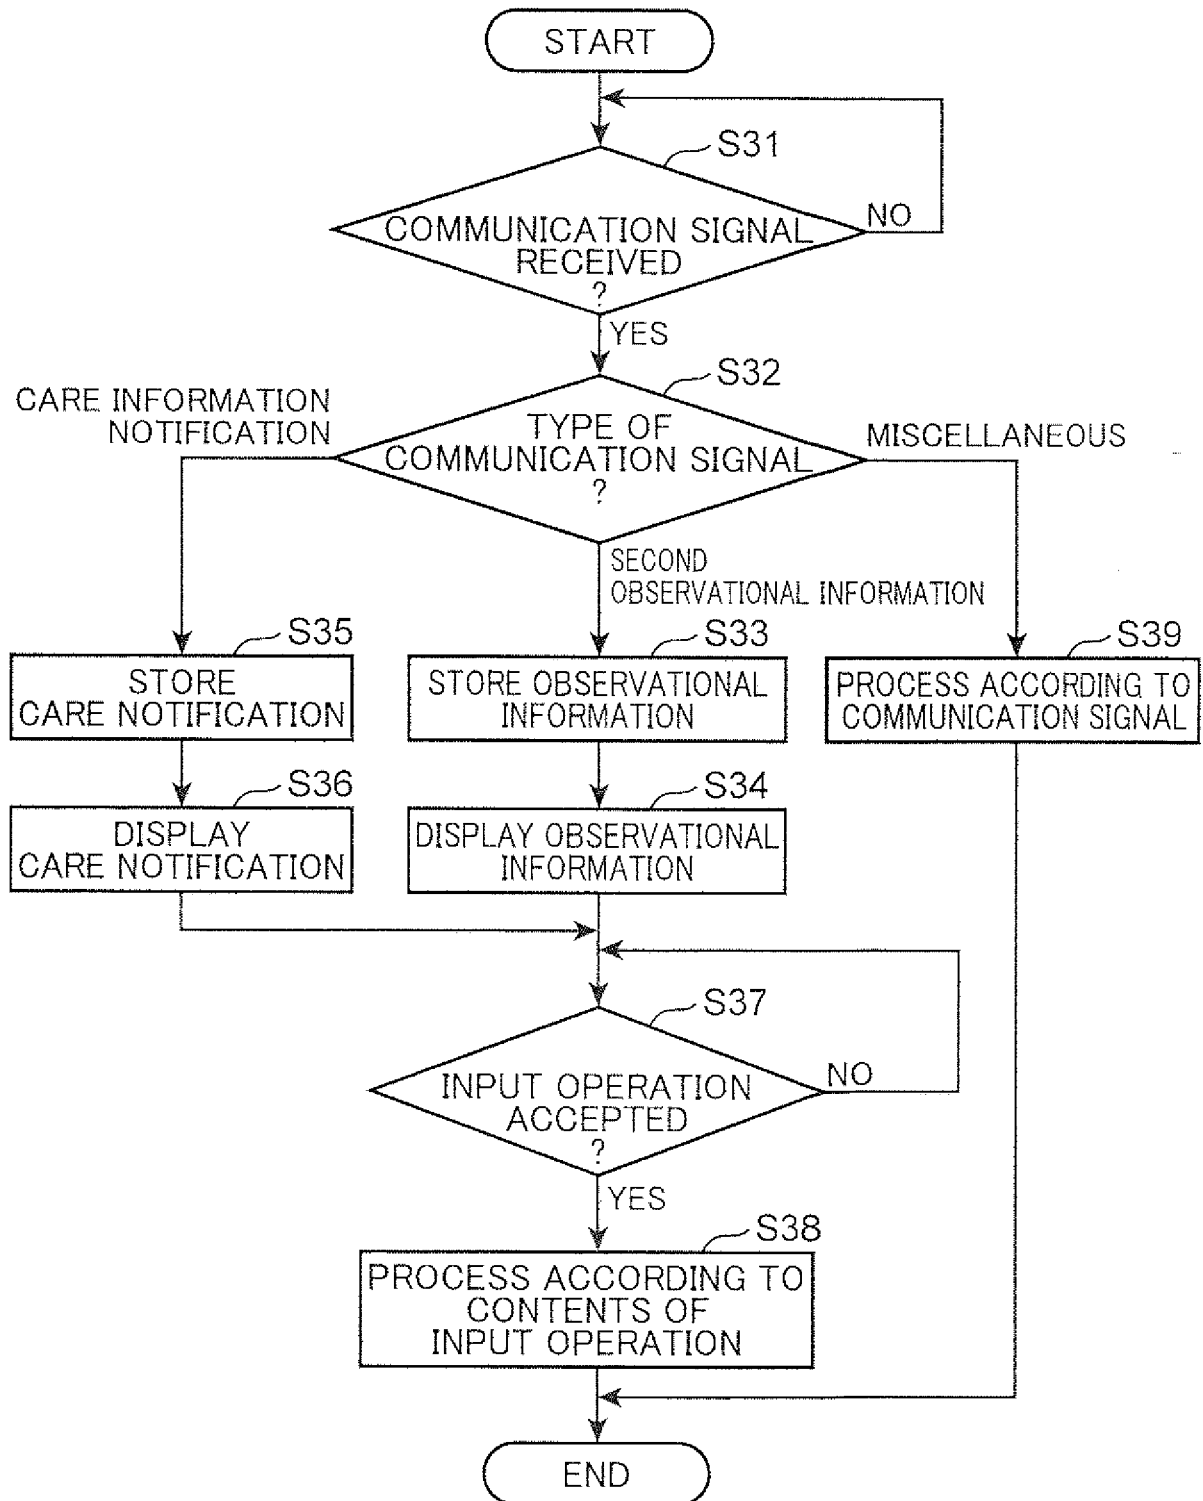 START
S31
COMMUNICATION SIGNAL
RECEIVED
?
NO
YES
S32
CARE INFORMATION
NOTIFICATION
TYPE OF
COMMUNICATION SIGNAL
?
MISCELLANEOUS
SECOND
OBSERVATIONAL INFORMATION
S35
STORE
CARE NOTIFICATION
S33
STORE OBSERVATIONAL
INFORMATION
S39
PROCESS ACCORDING TO
COMMUNICATION SIGNAL
S36
DISPLAY
CARE NOTIFICATION
S34
DISPLAY OBSERVATIONAL
INFORMATION
S37
INPUT OPERATION
ACCEPTED
?
NO
YES
S38
PROCESS ACCORDING TO
CONTENTS OF
INPUT OPERATION
END